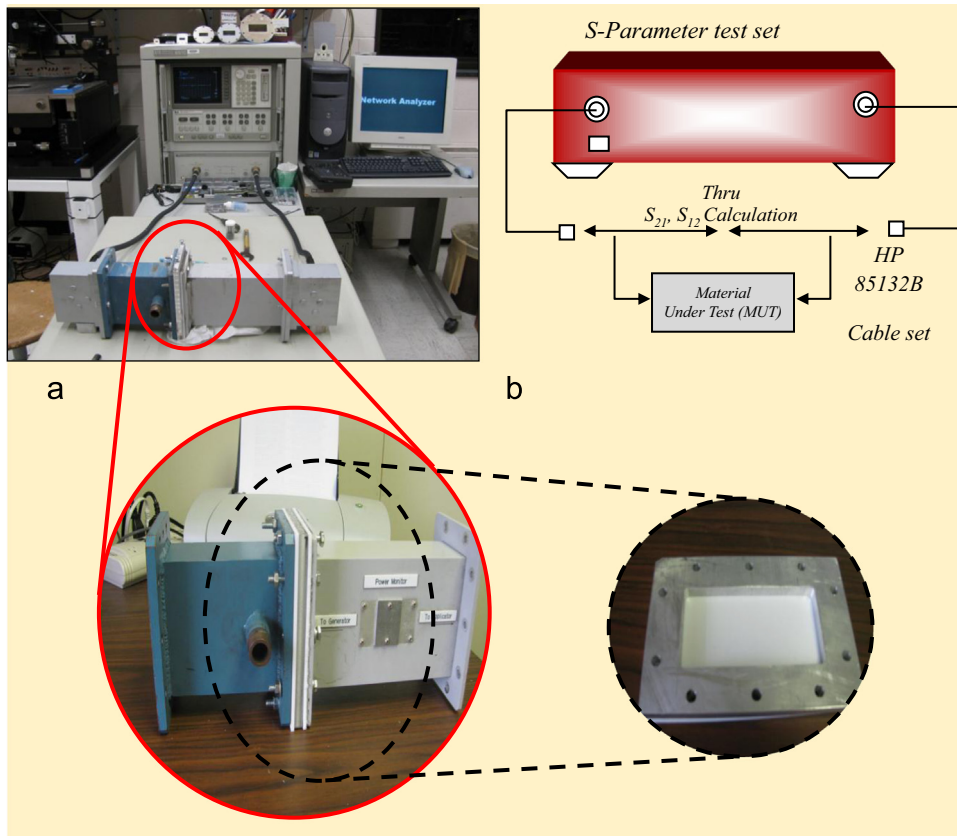 Network Analyzer
S-Parameter test set
Thru
S21, S12 Calculation
HP
85132B
Material
Under Test (MUT)
Cable set
a
b
Power Monitor
To Generator